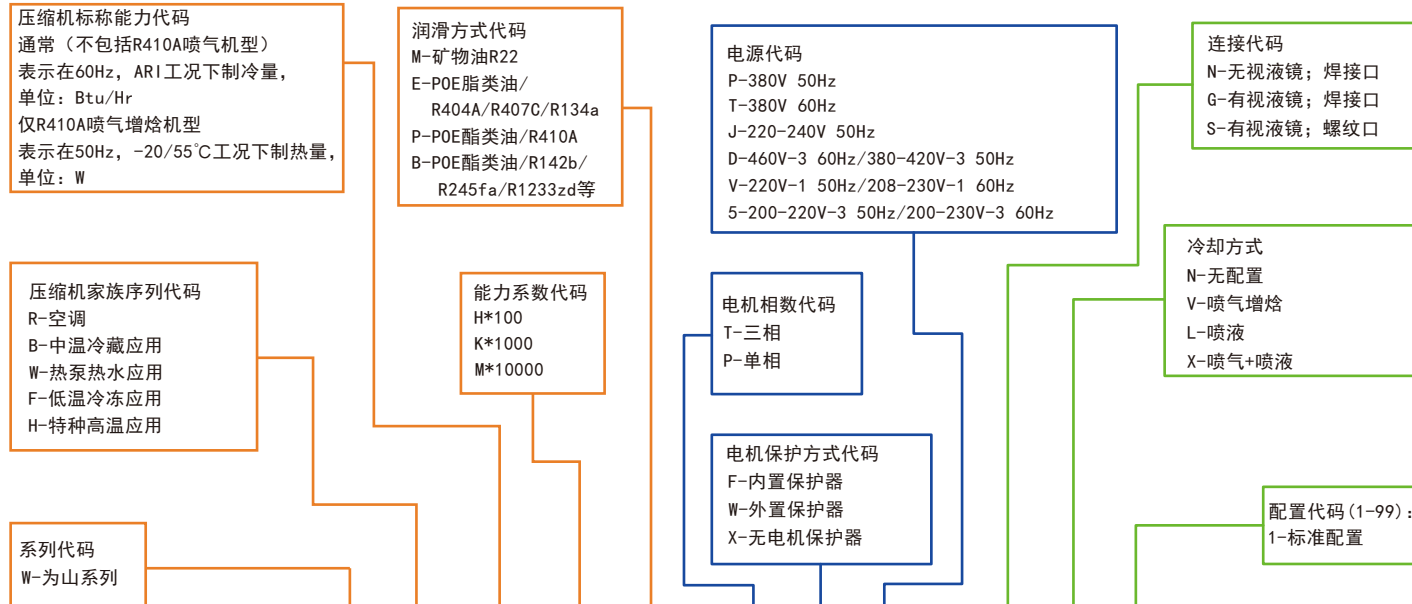 压缩机标称能力代码
通常（不包括R410A喷气机型）
表示在60Hz，ARI工况下制冷量，
单位：Btu/Hr
仅R410A喷气增焓机型
表示在50Hz，-20/55℃工况下制热量，
单位：W
润滑方式代码
M-矿物油R22
E-POE脂类油/
R404A/R407C/R134a
P-POE酯类油/R410A
B-POE酯类油/R142b/
R245fa/R1233zd等
电源代码
P-380V 50Hz
T-380V 60Hz
J-220-240V 50Hz
D-460V-3 60Hz/380-420V-3 50Hz
V-220V-1 50Hz/208-230V-1 60Hz
5-200-220V-3 50Hz/200-230V-3 60Hz
连接代码
N-无视液镜；焊接口
G-有视液镜；焊接口
S-有视液镜；螺纹口
压缩机家族序列代码
R-空调
B-中温冷藏应用
W-热泵热水应用
F-低温冷冻应用
H-特种高温应用
能力系数代码
H*100
K*1000
M*10000
电机相数代码
T-三相
P-单相
冷却方式
N-无配置
V-喷气增焓
L-喷液
X-喷气+喷液
电机保护方式代码
F-内置保护器
W-外置保护器
X-无电机保护器
配置代码(1-99)：
1-标准配置
系列代码
W-为山系列